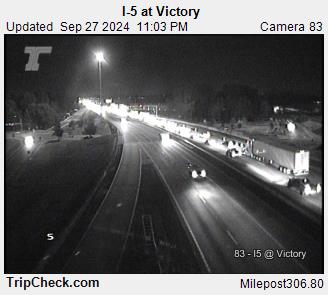 I-5 at Victory
Updated Sep 27 2024 11:03 PM Camera 83
T
S
83 - I5 @ Victory
TripCheck.com Milepost306.80